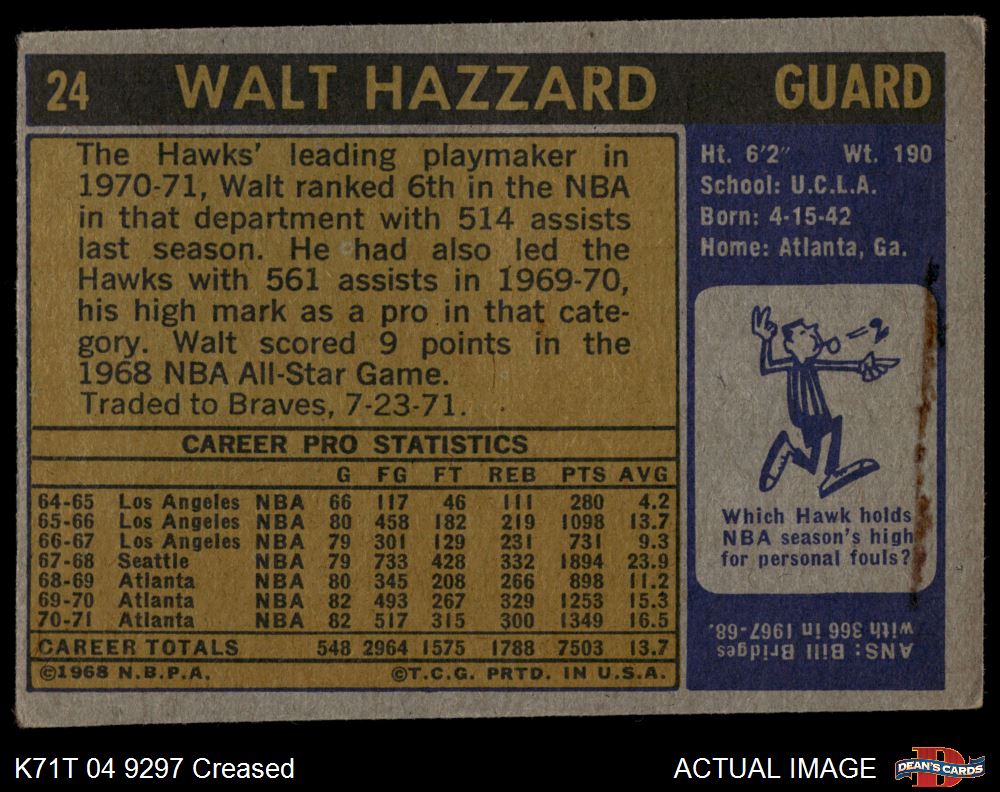 24 WALT HAZZARD GUARD
The Hawks' leading playmaker in
1970-71, Walt ranked 6th in the NBA
in that department with 514 assists
last season. He had also led the
Hawks with 561 assists in 1969-70,
his high mark as a pro in that cate-
gory. Walt scored 9 points in the
1968 NBA All-Star Game.
Traded to Braves, 7-23-71.
CAREER PRO STATISTICS
G FG FT REB PTS AVG
64-65 Los Angeles NBA 66 117 46 111 280 4.2
65-66 Los Angeles NBA 80 458 182 219 1098 13.7
66-67 Los Angeles NBA 79 301 129 231 731 9.3
67-68 Seattle NBA 79 733 428 332 1894 23.9
68-69 Atlanta NBA 80 345 208 266 898 11.2
69-70 Atlanta NBA 82 493 267 329 1253 15.3
70-71 Atlanta NBA 82 517 315 300 1349 16.5
CAREER TOTALS 548 2964 1575 1788 7503 13.7
©1968 N.B.P.A. ©T.C.G. PRTD. IN U.S.A.
Ht. 6'2" Wt. 190
School: U.C.L.A.
Born: 4-15-42
Home: Atlanta, Ga.
Which Hawk holds
NBA season's high
for personal fouls?
ANS: Bill Bridges
with 366 in 1967-68.
K71T 04 9297 Creased
ACTUAL IMAGE
D
DEAN'S CARDS